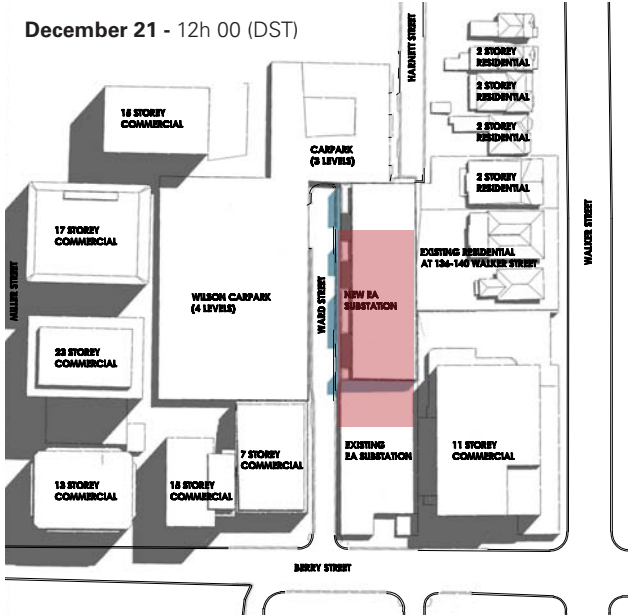 December 21 - 12h 00 (DST)
HARNETT STREET
2 STOREY
RESIDENTIAL
2 STOREY
RESIDENTIAL
15 STOREY
COMMERCIAL
2 STOREY
RESIDENTIAL
CARPARK
(3 LEVELS)
2 STOREY
RESIDENTIAL
17 STOREY
COMMERCIAL
WALKER STREET
EXISTING RESIDENTIAL
AT 136-140 WALKER STREET
MILLER STREET
WILSON CARPARK
(4 LEVELS)
WARD STREET
NEW EA
SUBSTATION
23 STOREY
COMMERCIAL
7 STOREY
COMMERCIAL
EXISTING
EA SUBSTATION
11 STOREY
COMMERCIAL
13 STOREY
COMMERCIAL
15 STOREY
COMMERCIAL
BERRY STREET